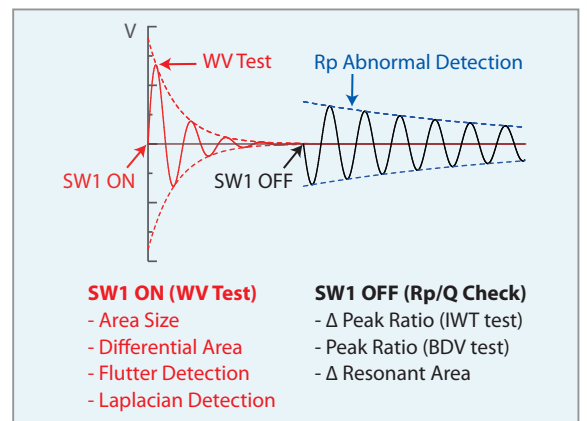 V
WV Test
Rp Abnormal Detection
SW1 ON
SW1 OFF
SW1 ON (WV Test)
- Area Size
- Differential Area
- Flutter Detection
- Laplacian Detection
SW1 OFF (Rp/Q Check)
- Δ Peak Ratio (IWT test)
- Peak Ratio (BDV test)
- Δ Resonant Area